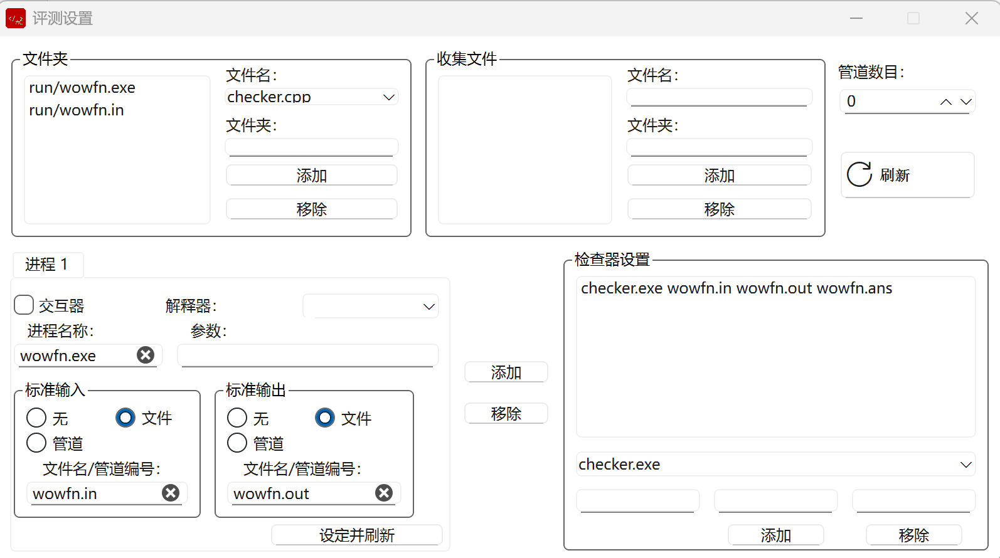 评测设置
文件夹
run/wowfn.exe
run/wowfn.in
文件名：
checker.cpp
文件夹：
添加
移除
收集文件
文件名：
文件夹：
添加
移除
管道数目：
0
刷新
进程 1
交互器
解释器：
进程名称：
参数：
wowfn.exe
标准输入
无
文件
管道
文件名/管道编号：
wowfn.in
标准输出
无
文件
管道
文件名/管道编号：
wowfn.out
设定并刷新
添加
移除
检查器设置
checker.exe wowfn.in wowfn.out wowfn.ans
checker.exe
添加
移除